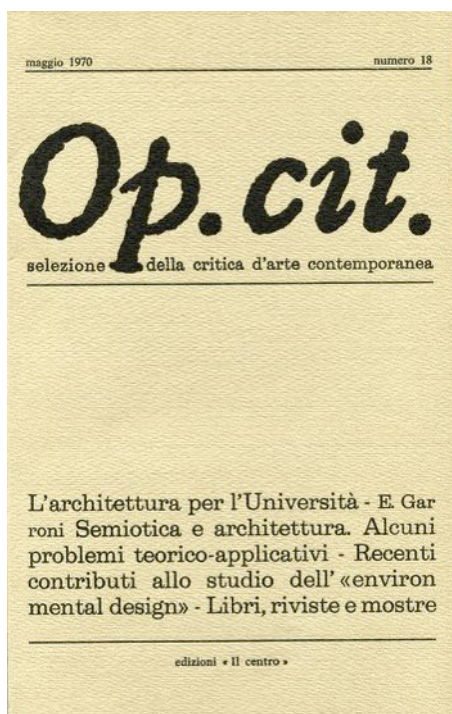 maggio 1970 numero 18
Op. cit.
selezione della critica d'arte contemporanea
L'architettura per l'Università - E. Gar
roni Semiotica e architettura. Alcuni
problemi teorico-applicativi - Recenti
contributi allo studio dell'«environ
mental design» - Libri, riviste e mostre
edizioni « Il centro »